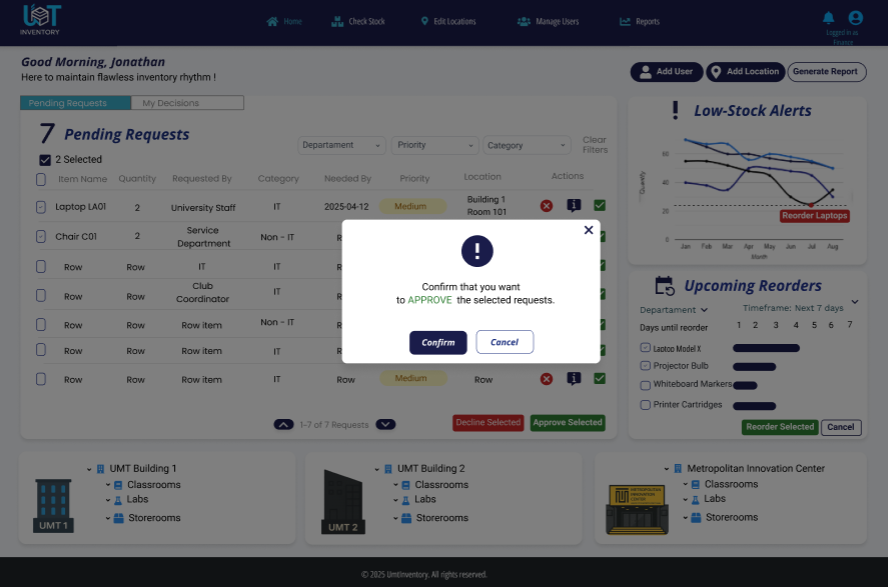 UMT
INVENTORY
Home
Check Stock
Edit Locations
Manage Users
Reports
Logged in as
Finance
Good Morning, Jonathan
Here to maintain flawless inventory rhythm !
Add User
Add Location
Generate Report
Pending Requests
My Decisions
7 Pending Requests
Departament
Priority
Category
Clear
Filters
2 Selected
Item Name Quantity Requested By Category Needed By Priority Location Actions
Laptop LA01 2 University Staff IT 2025-04-12 Medium Building 1
Room 101
Chair C01 2 Service
Department Non - IT R
Row Row IT IT R
Row Row Club
Coordinator IT R
Row Row Row item Non - IT R
Row Row Row item IT R
Row Row Row item IT Row Medium Row
1-7 of 7 Requests
Decline Selected
Approve Selected
Confirm that you want
to APPROVE the selected requests.
Confirm
Cancel
! Low-Stock Alerts
Quantity
80
60
40
20
0
Reorder Laptops
Jan Feb Mar Apr May Jun Jul Aug
Month
Upcoming Reorders
Departament
Timeframe: Next 7 days
Days until reorder 1 2 3 4 5 6 7
Laptop Model X
Projector Bulb
Whiteboard Markers
Printer Cartridges
Reorder Selected
Cancel
UMT 1
UMT Building 1
Classrooms
Labs
Storerooms
UMT 2
UMT Building 2
Classrooms
Labs
Storerooms
METROPOLITAN
INNOVATION
CENTRE
Metropolitan Innovation Center
Classrooms
Labs
Storerooms
© 2025 UmtInventory. All rights reserved.